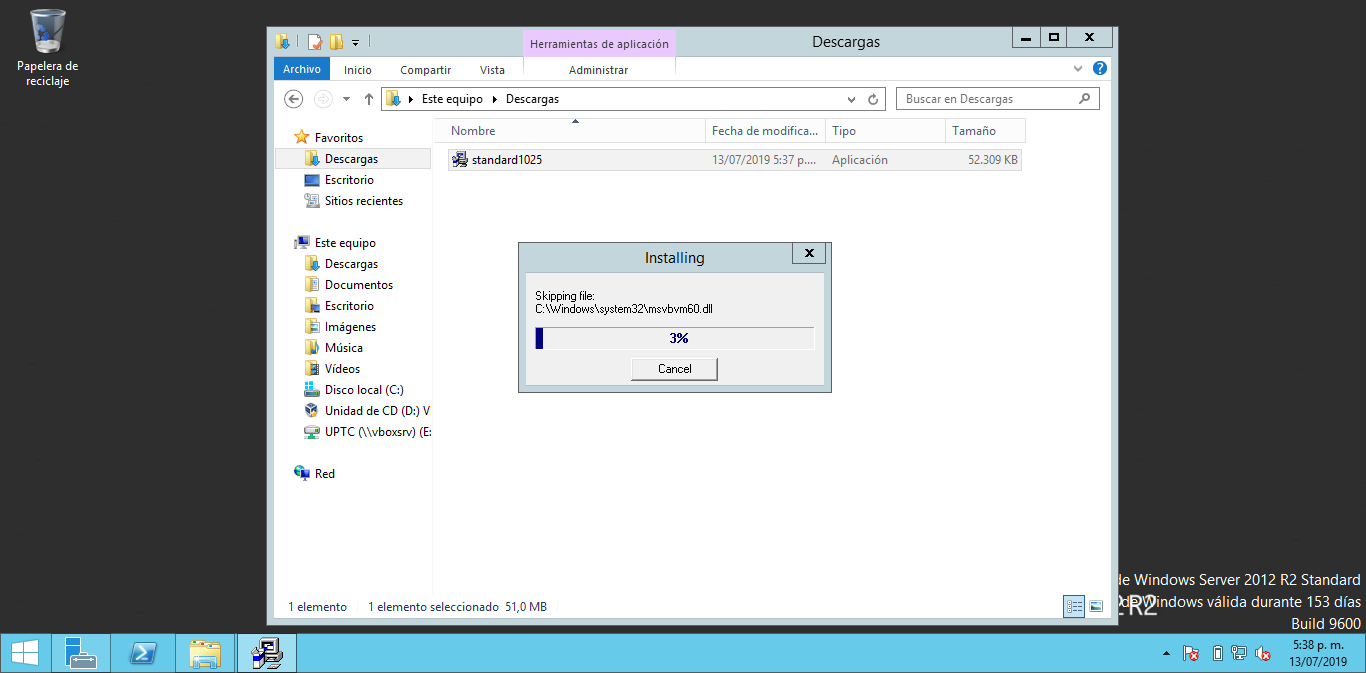 Papelera de
reciclaje
Herramientas de aplicación
Descargas
Archivo
Inicio
Compartir
Vista
Administrar
Este equipo
Descargas
Buscar en Descargas
Favoritos
Descargas
Escritorio
Sitios recientes
Este equipo
Descargas
Documentos
Escritorio
Imágenes
Música
Vídeos
Disco local (C:)
Unidad de CD (D:) V
UPTC (\\vboxsrv) (E:
Red
Nombre
Fecha de modifica...
Tipo
Tamaño
standard1025
13/07/2019 5:37 p....
Aplicación
52.309 KB
Installing
Skipping file:
C:\Windows\system32\msvbvm60.dll
3%
Cancel
1 elemento
1 elemento seleccionado 51,0 MB
de Windows Server 2012 R2 Standard
de Windows válida durante 153 días
R2
Build 9600
5:38 p. m.
13/07/2019